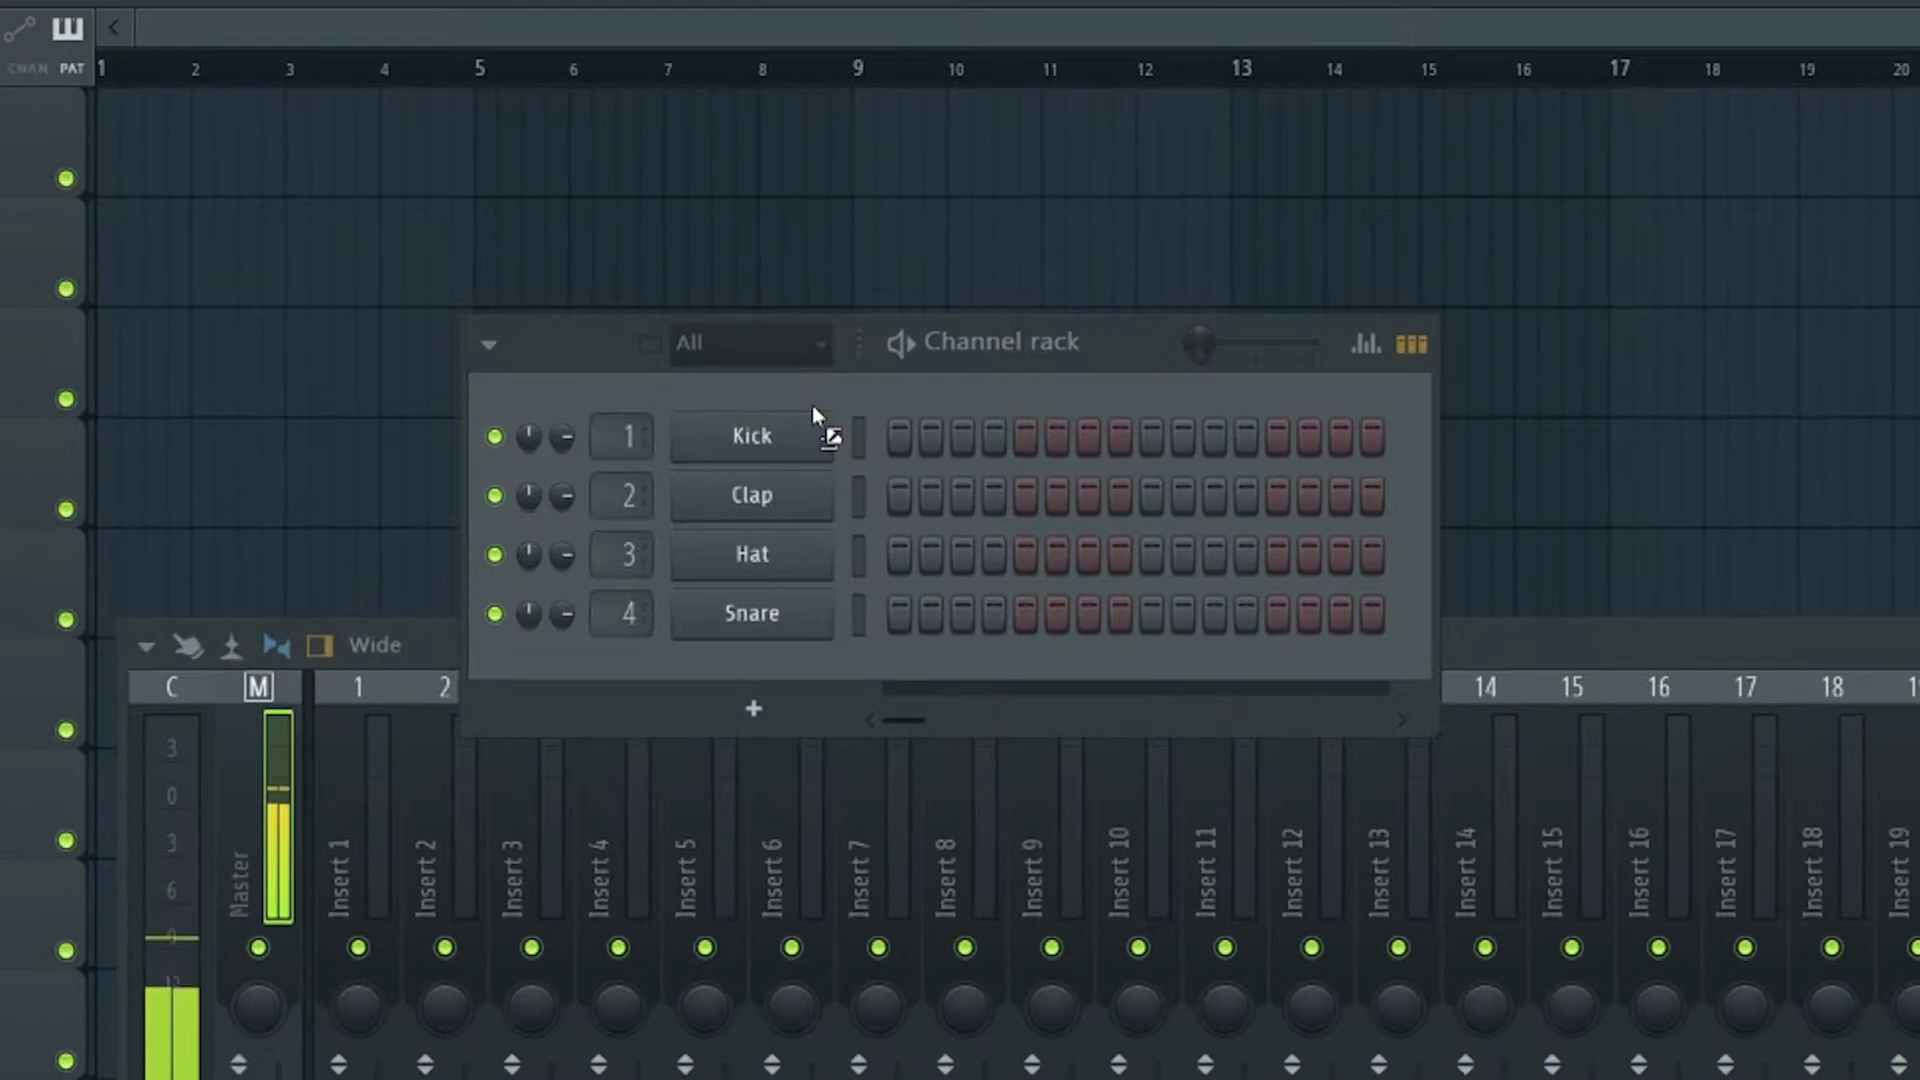 CHAN PAT
1 2 3 4 5 6 7 8 9 10 11 12 13 14 15 16 17 18 19 20
All
Channel rack
1 Kick
2 Clap
3 Hat
4 Snare
+
Wide
C M 1 2 14 15 16 17 18
3
0
3
6
9
12
Master
Insert 1
Insert 2
Insert 3
Insert 4
Insert 5
Insert 6
Insert 7
Insert 8
Insert 9
Insert 10
Insert 11
Insert 12
Insert 13
Insert 14
Insert 15
Insert 16
Insert 17
Insert 18
Insert 19